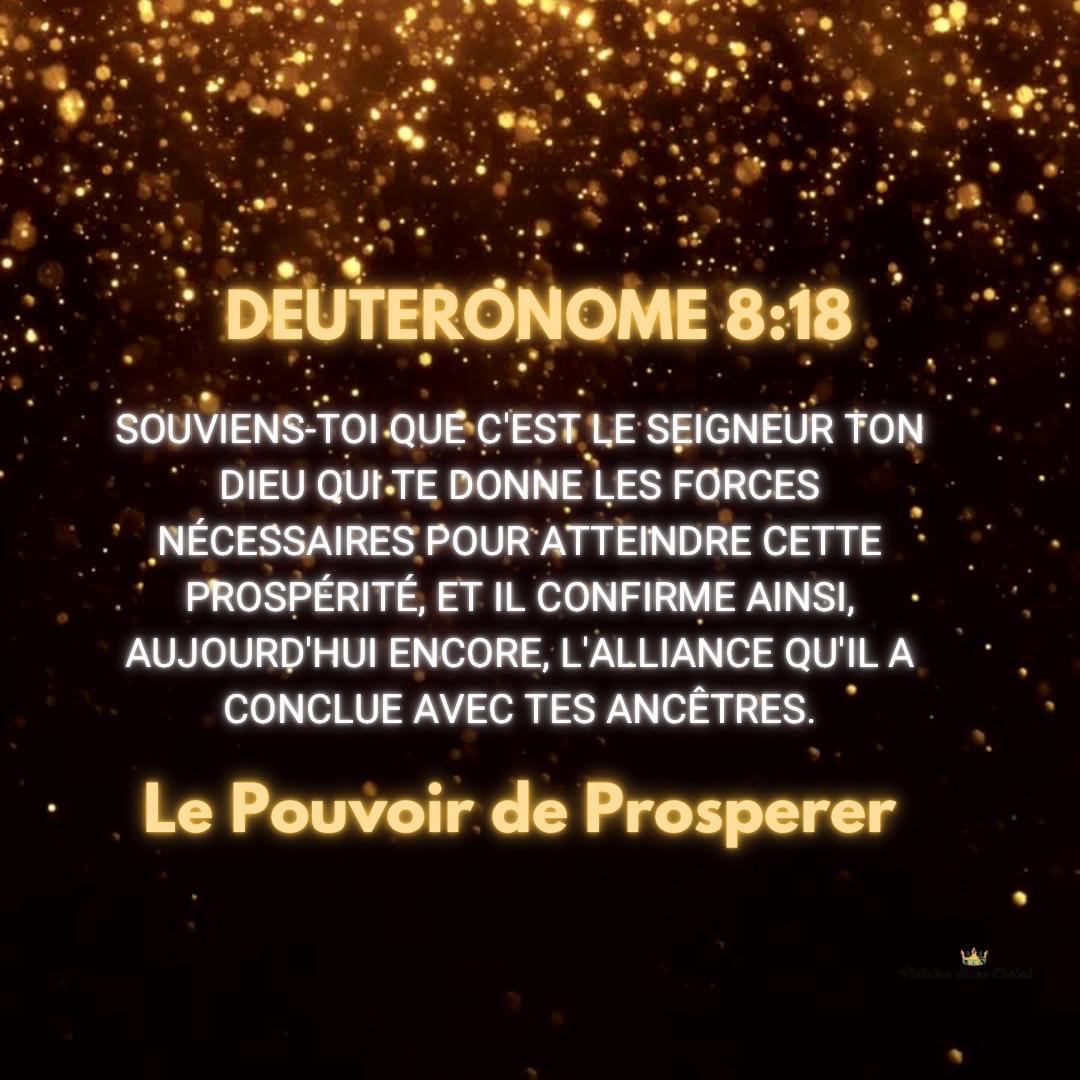 DEUTERONOME 8:18
SOUVIENS-TOI QUE C'EST LE SEIGNEUR TON
DIEU QUI TE DONNE LES FORCES
NÉCESSAIRES POUR ATTEINDRE CETTE
PROSPÉRITÉ, ET IL CONFIRME AINSI,
AUJOURD'HUI ENCORE, L'ALLIANCE QU'IL A
CONCLUE AVEC TES ANCÊTRES.
Le Pouvoir de Prosperer